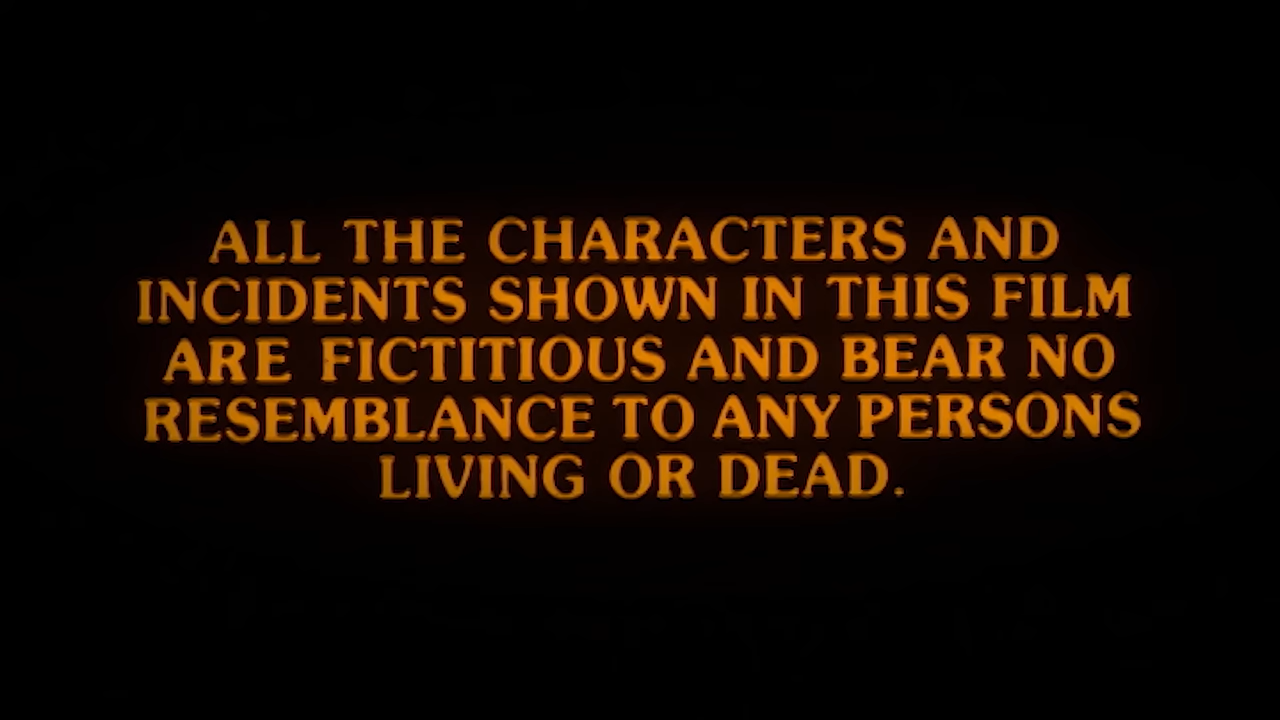 ALL THE CHARACTERS AND
INCIDENTS SHOWN IN THIS FILM
ARE FICTITIOUS AND BEAR NO
RESEMBLANCE TO ANY PERSONS
LIVING OR DEAD.